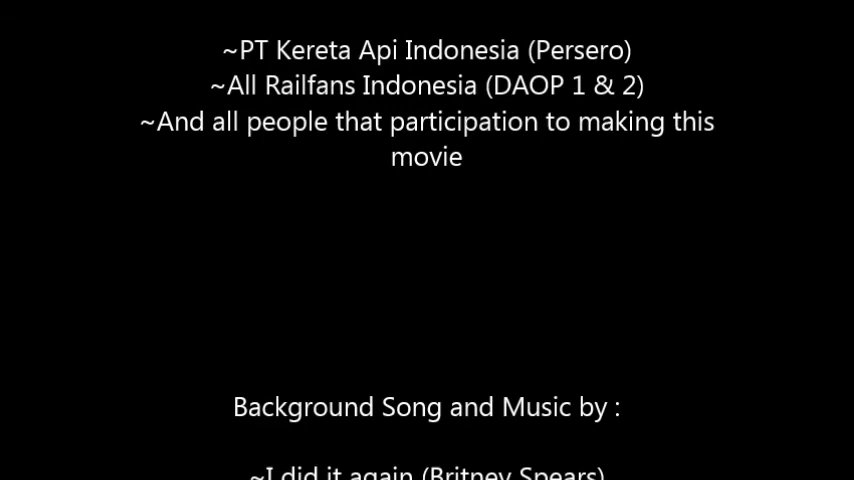 ~PT Kereta Api Indonesia (Persero)
~All Railfans Indonesia (DAOP 1 & 2)
~And all people that participation to making this
movie
Background Song and Music by :
~I did it again (Britney Spears)